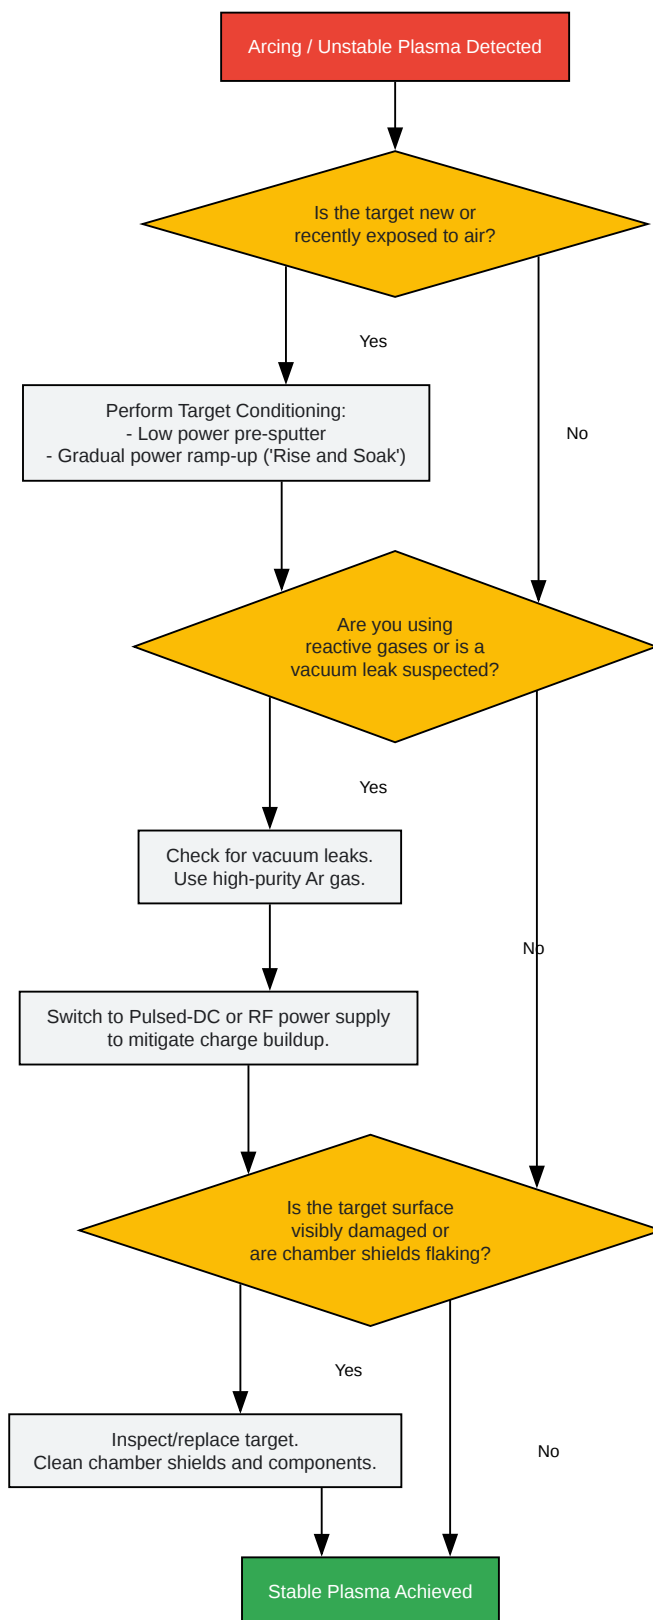 Arcing / Unstable Plasma Detected
Is the target new or
recently exposed to air?
Yes
Perform Target Conditioning:
- Low power pre-sputter
- Gradual power ramp-up ('Rise and Soak')
No
Are you using
reactive gases or is a
vacuum leak suspected?
Yes
Check for vacuum leaks.
Use high-purity Ar gas.
No
Switch to Pulsed-DC or RF power supply
to mitigate charge buildup.
Is the target surface
visibly damaged or
are chamber shields flaking?
Yes
Inspect/replace target.
Clean chamber shields and components.
No
Stable Plasma Achieved